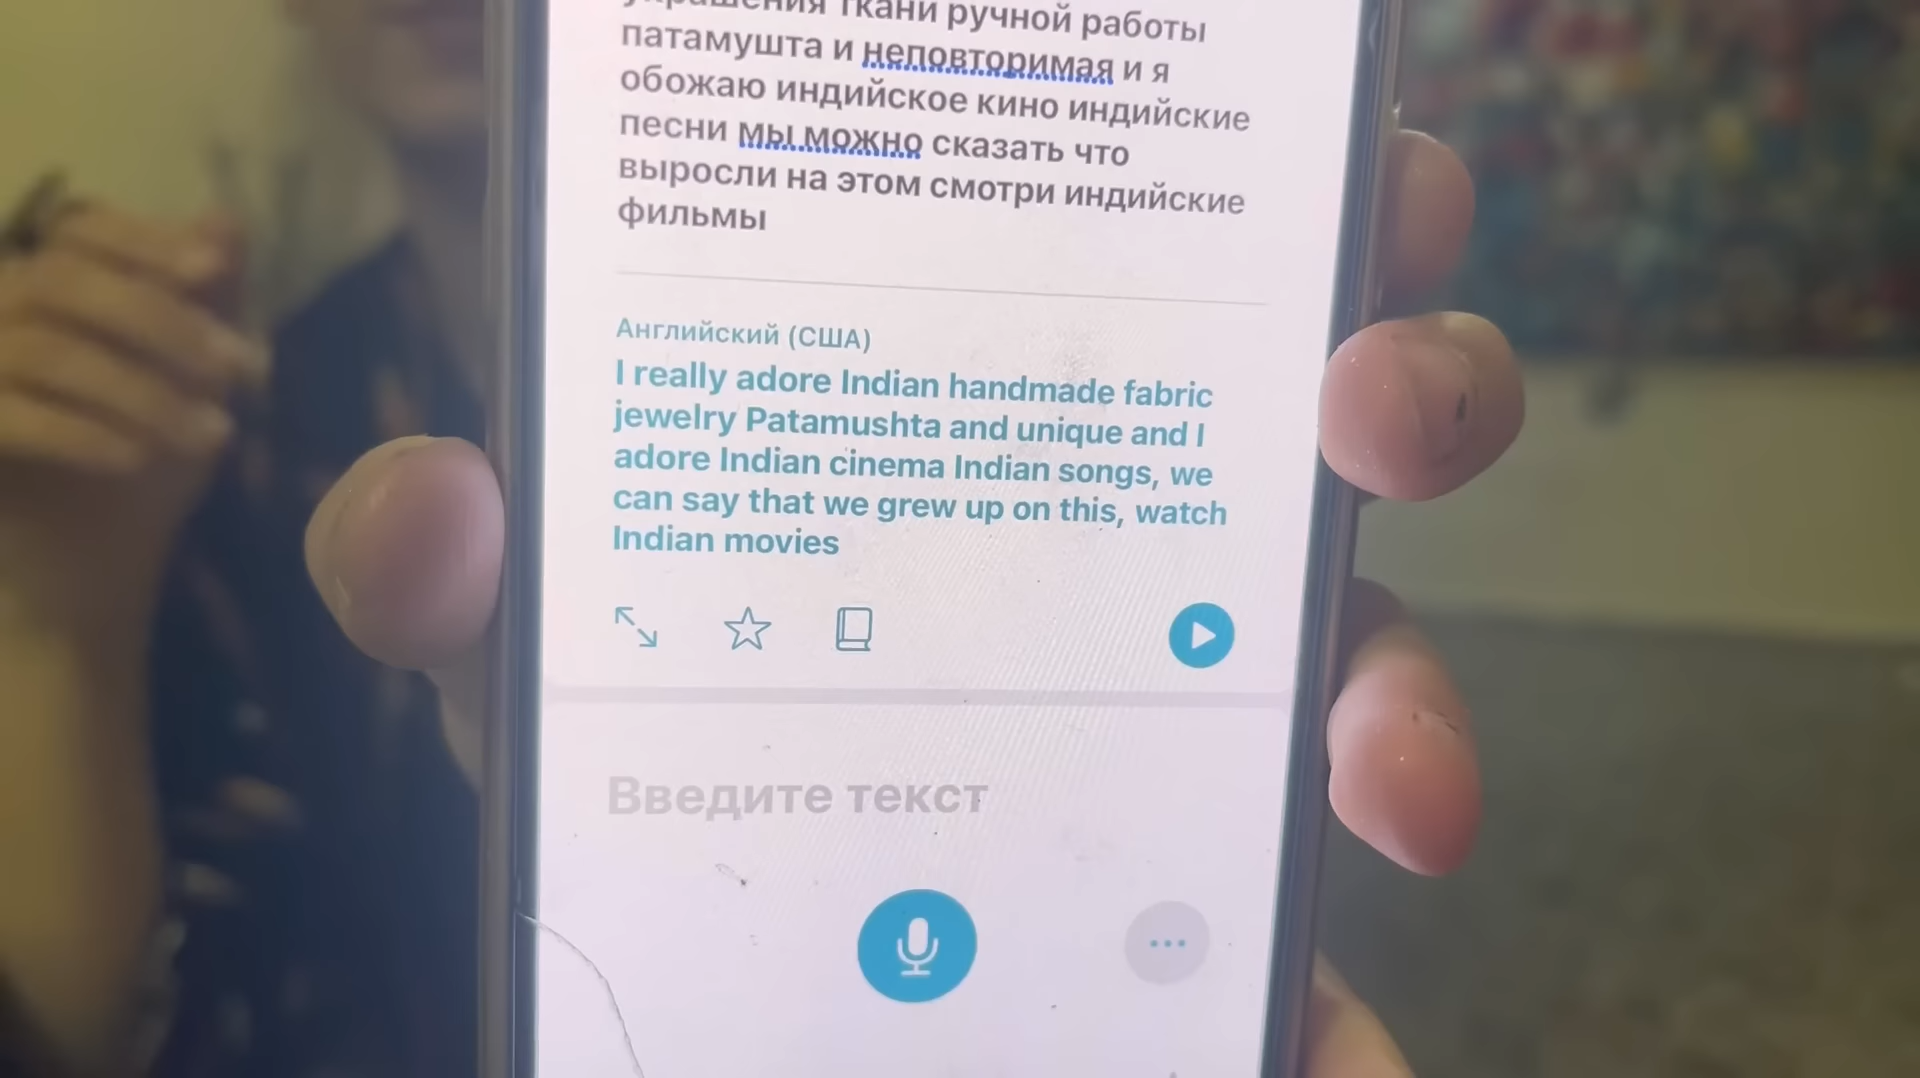 украшения ткани ручной работы
патамушта и неповторимая и я
обожаю индийское кино индийские
песни мы можно сказать что
выросли на этом смотри индийские
фильмы
Английский (США)
I really adore Indian handmade fabric
jewelry Patamushta and unique and I
adore Indian cinema Indian songs, we
can say that we grew up on this, watch
Indian movies
Введите текст